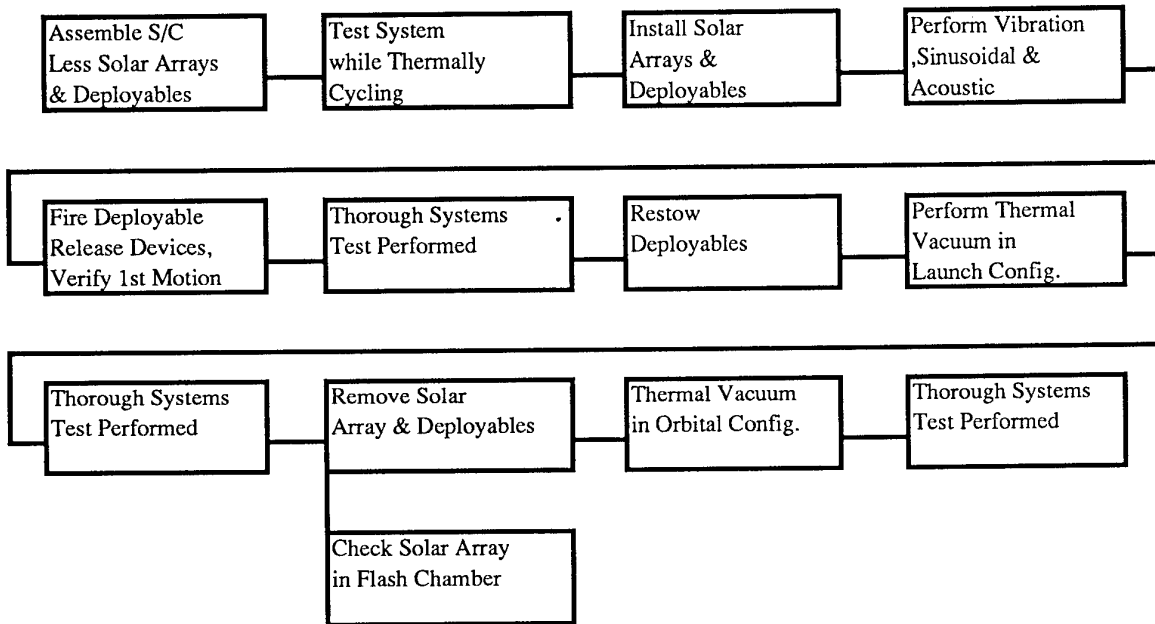 Assemble S/C
Less Solar Arrays
& Deployables
Test System
while Thermally
Cycling
Install Solar
Arrays &
Deployables
Perform Vibration
,Sinusoidal &
Acoustic
Fire Deployable
Release Devices,
Verify 1st Motion
Thorough Systems
Test Performed
Restow
Deployables
Perform Thermal
Vacuum in
Launch Config.
Thorough Systems
Test Performed
Remove Solar
Array & Deployables
Thermal Vacuum
in Orbital Config.
Thorough Systems
Test Performed
Check Solar Array
in Flash Chamber